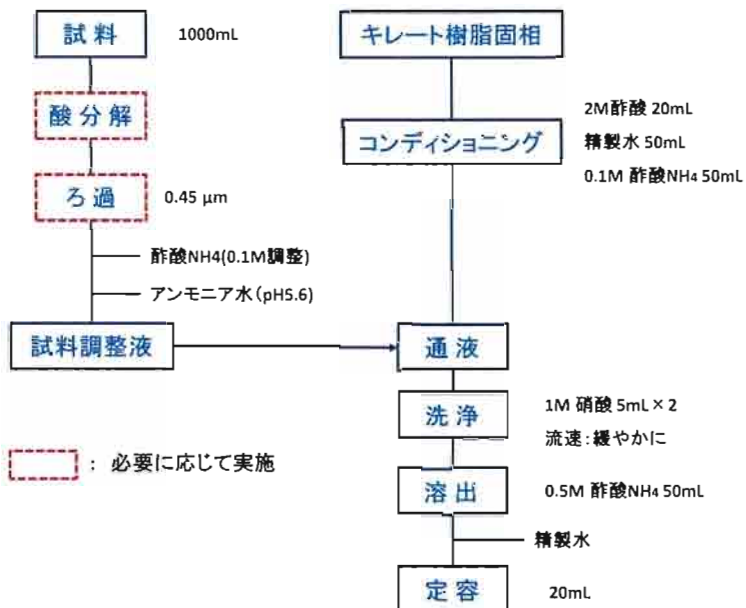 試料
1000mL
酸分解
ろ過
0.45 μm
酢酸NH4(0.1M調整)
アンモニア水(pH5.6)
試料調整液
: 必要に応じて実施
キレート樹脂固相
コンディショニング
2M酢酸 20mL
精製水 50mL
0.1M 酢酸NH4 50mL
通液
洗浄
1M 硝酸 5mL×2
流速:緩やかに
溶出
0.5M 酢酸NH4 50mL
精製水
定容
20mL